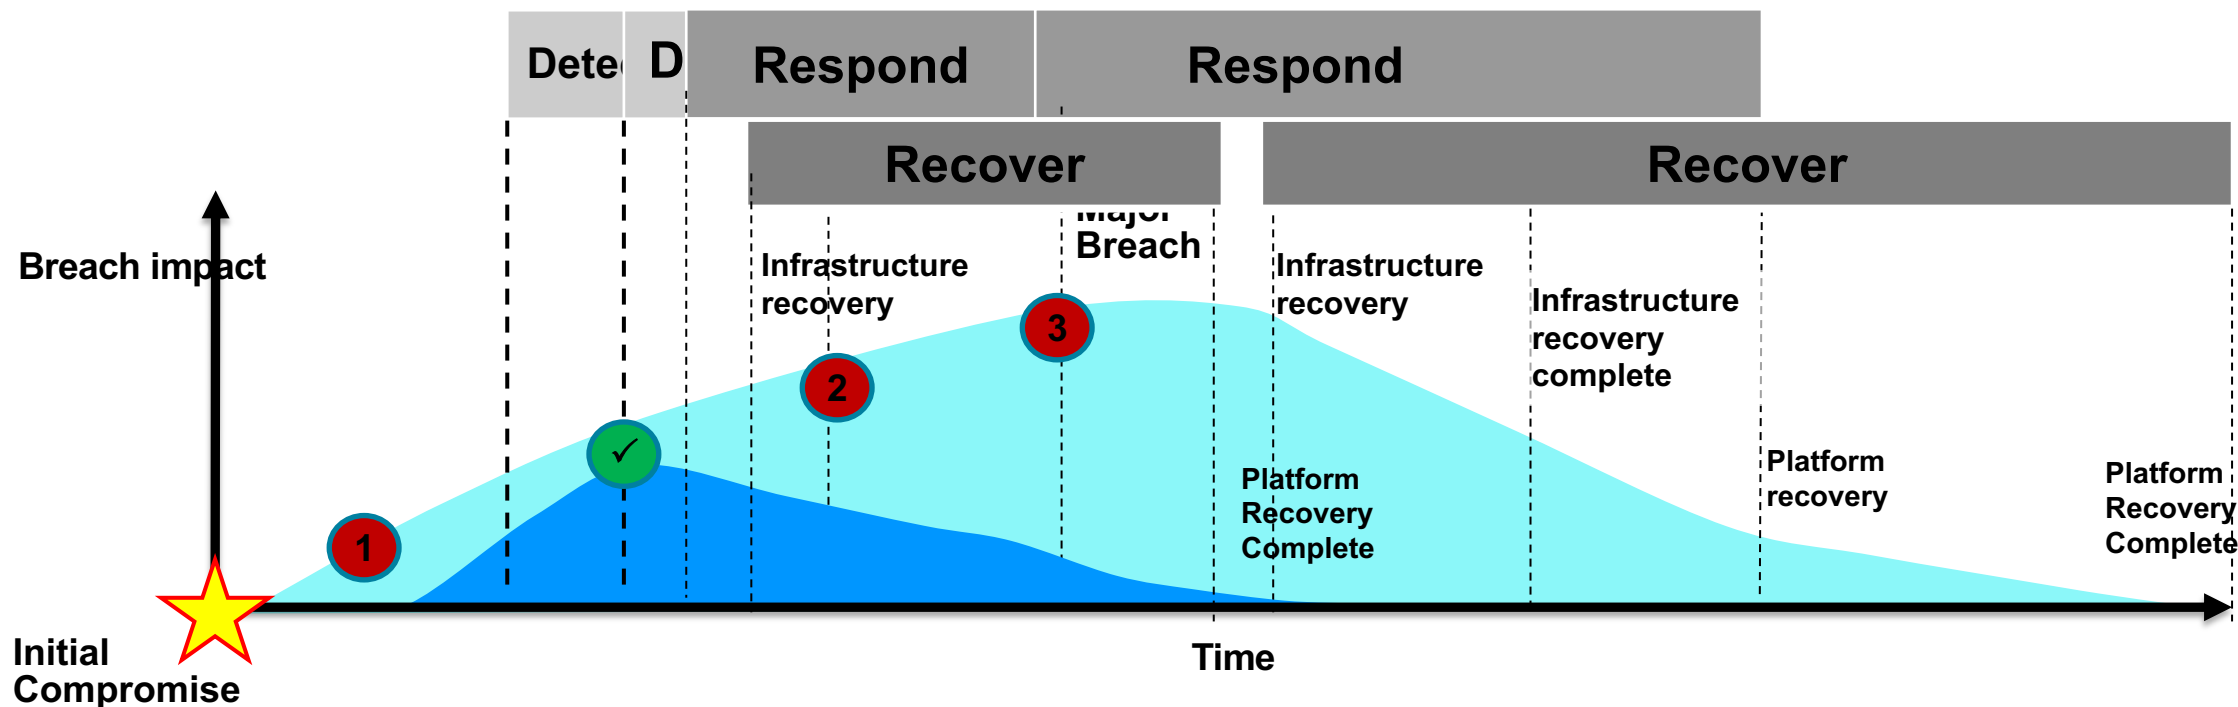 D
Respond
Respond
Recover
Recover
Major
Breach
Breach impact
Infrastructure
recovery
Infrastructure
recovery
Infrastructure
recovery
complete
3
2
✓
1
Platform
Recovery
Complete
Platform
recovery
Platform
Recovery
Complete
Initial
Compromise
Time